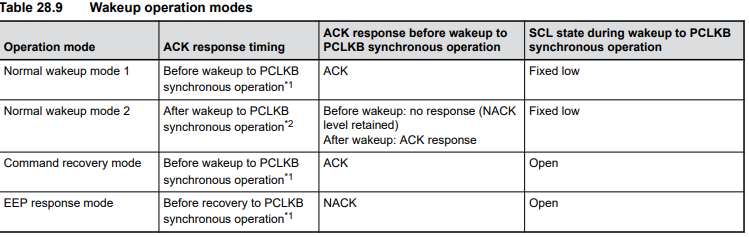 Table 28.9 Wakeup operation modes
Operation mode
ACK response timing
ACK response before wakeup to
PCLKB synchronous operation
SCL state during wakeup to PCLKB
synchronous operation
Normal wakeup mode 1
Before wakeup to PCLKB
synchronous operation*1
ACK
Fixed low
Normal wakeup mode 2
After wakeup to PCLKB
synchronous operation*2
Before wakeup: no response (NACK
level retained)
After wakeup: ACK response
Fixed low
Command recovery mode
Before wakeup to PCLKB
synchronous operation*1
ACK
Open
EEP response mode
Before recovery to PCLKB
synchronous operation*1
NACK
Open